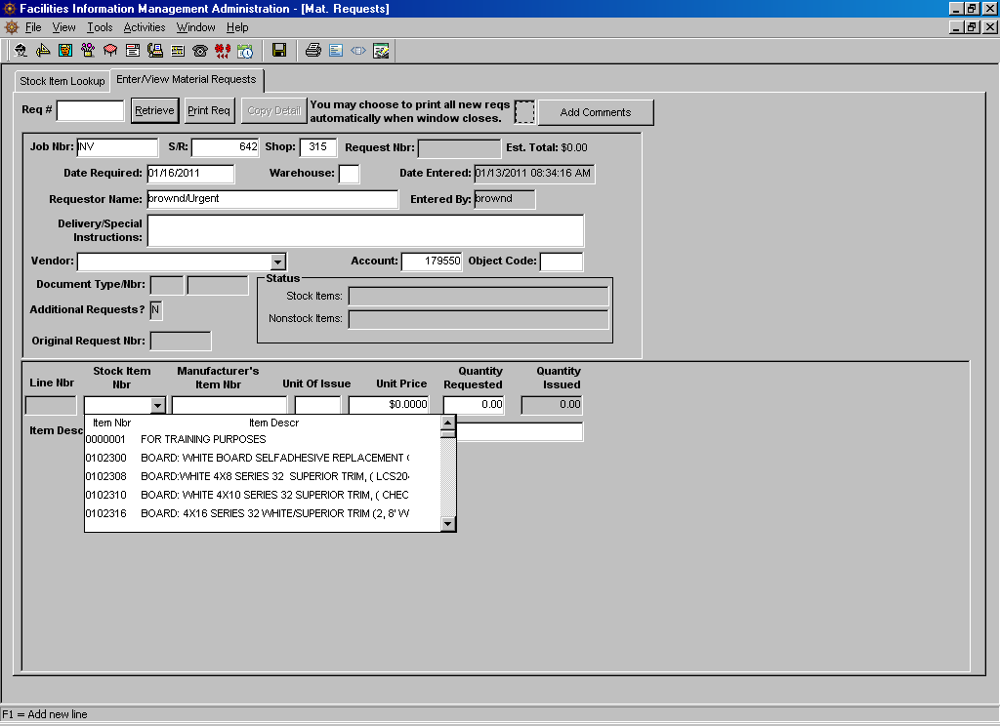 Facilities Information Management Administration - [Mat. Requests]
File View Tools Activities Window Help
Stock Item Lookup Enter/View Material Requests
Req # Retrieve Print Req Copy Detail You may choose to print all new reqs automatically when window closes. Add Comments
Job Nbr: INV S/R: 642 Shop: 315 Request Nbr: Est. Total: $0.00
Date Required: 01/16/2011 Warehouse: Date Entered: 01/13/2011 08:34:16 AM
Requestor Name: brownd/Urgent Entered By: brownd
Delivery/Special
Instructions:
Vendor: Account: 179550 Object Code:
Document Type/Nbr: Status
Stock Items:
Additional Requests? N
Nonstock Items:
Original Request Nbr:
Line Nbr Stock Item Nbr Manufacturer's Item Nbr Unit Of Issue Unit Price Quantity Requested Quantity Issued
$0.0000 0.00 0.00
Item Desc
Item Nbr Item Descr
0000001 FOR TRAINING PURPOSES
0102300 BOARD: WHITE BOARD SELFADHESIVE REPLACEMENT
0102308 BOARD:WHITE 4X8 SERIES 32 SUPERIOR TRIM, ( LCS20
0102310 BOARD: WHITE 4X10 SERIES 32 SUPERIOR TRIM, ( CHEC
0102316 BOARD: 4X16 SERIES 32 WHITE/SUPERIOR TRIM (2, 8' W
F1 = Add new line